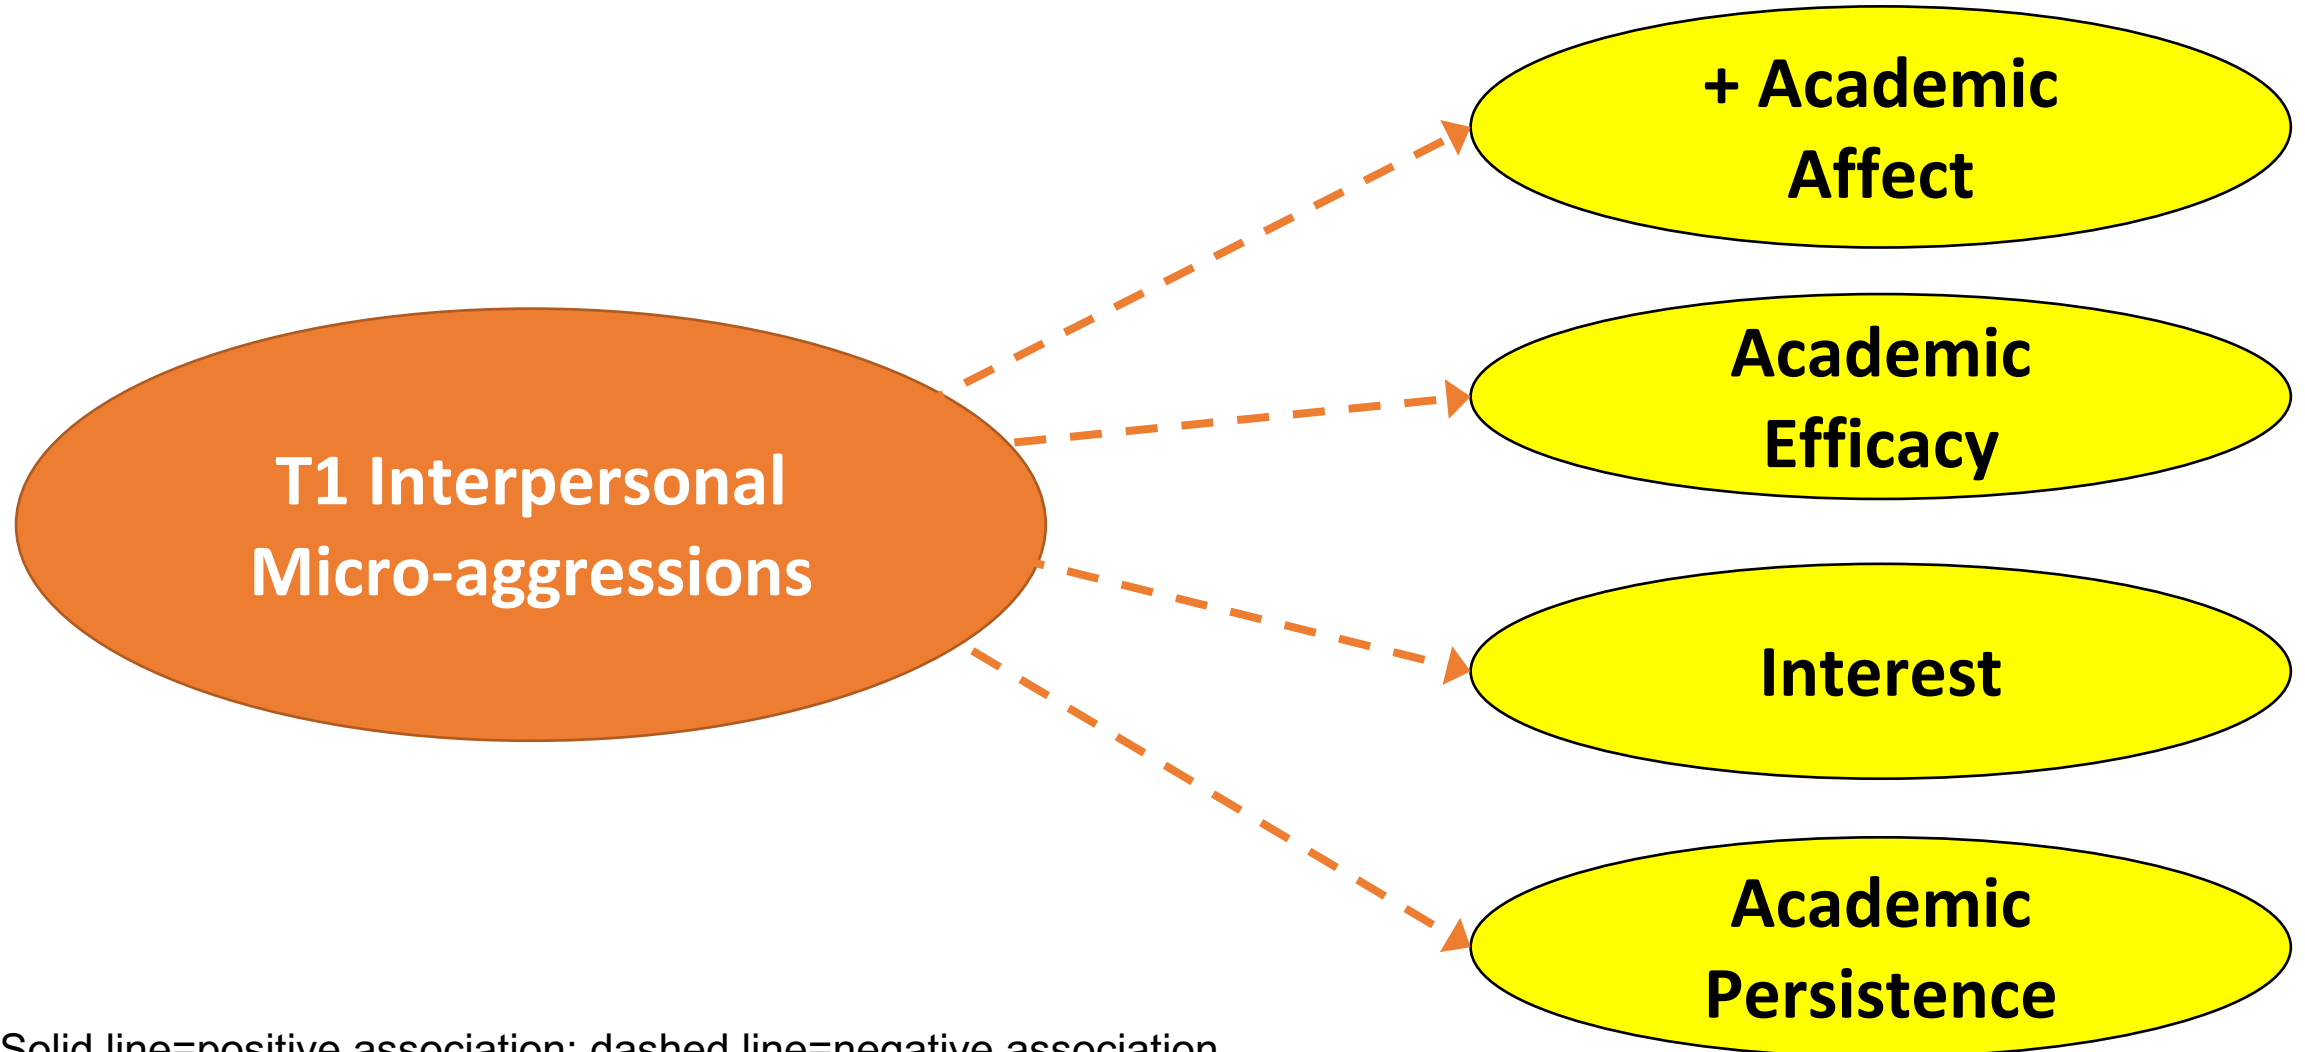 + Academic
Affect
Academic
Efficacy
T1 Interpersonal
Micro-aggressions
Interest
Academic
Persistence
Solid line=positive association; dashed line=negative association